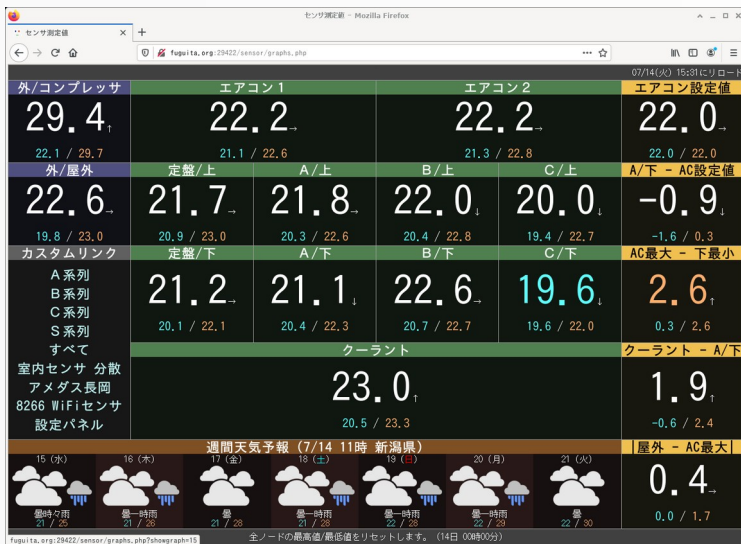 センサ測定値 - Mozilla Firefox
センサ測定値
fuguita.org:29422/sensor/graphs.php
07/14(火) 15:31にリロード
外/コンプレッサ エアコン1 エアコン2 エアコン設定値
29.4↑ 22.2→ 22.2→ 22.0→
22.1 / 29.7 21.1 / 22.6 21.3 / 22.8 22.0 / 22.0
外/屋外 定盤/上 A/上 B/上 C/上 A/下 - AC設定値
22.6→ 21.7→ 21.8→ 22.0↓ 20.0↓ -0.9↓
19.8 / 23.0 20.9 / 23.0 20.3 / 22.6 20.4 / 22.8 19.4 / 22.7 -1.6 / 0.3
カスタムリンク 定盤/下 A/下 B/下 C/下 AC最大 - 下最小
21.2→ 21.1↓ 22.6→ 19.6↓ 2.6↑
20.1 / 22.1 20.4 / 22.3 20.7 / 22.7 19.6 / 22.0 0.3 / 2.6
A系列
B系列
C系列
S系列
すべて
室内センサ 分散
アメダス長岡
8266 WiFiセンサ
設定パネル
クーラント クーラント - A/下
23.0↑ 1.9↑
20.5 / 23.3 -0.6 / 2.4
週間天気予報 (7/14 11時 新潟県) |屋外 - AC最大|
15 (水) 16 (木) 17 (金) 18 (土) 19 (日) 20 (月) 21 (火)
0.4→
曇時々雨 曇一時雨 曇 曇一時雨 曇一時雨 曇一時雨 曇
21 / 25 21 / 26 21 / 28 21 / 28 22 / 28 22 / 29 22 / 30
0.0 / 1.7
fuguita.org:29422/sensor/graphs.php?showgraph=15
全ノードの最高値/最低値をリセットします。 (14日 00時00分)